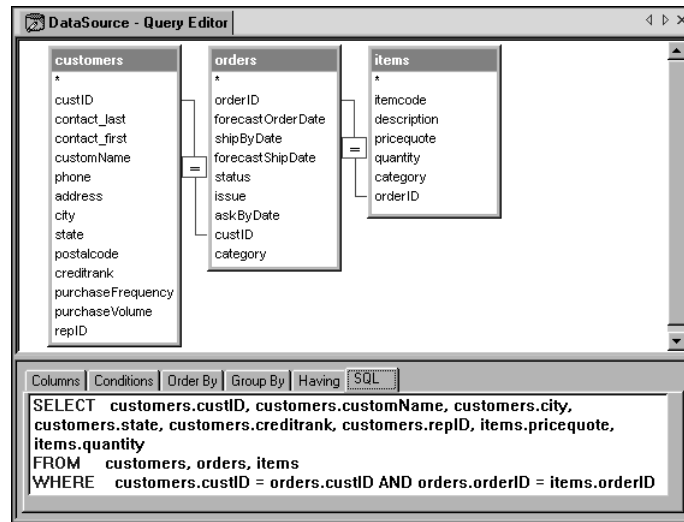 DataSource - Query Editor
customers
*
custID
contact_last
contact_first
customName
phone
address
city
state
postalcode
creditrank
purchaseFrequency
purchaseVolume
repID
orders
*
orderID
forecastOrderDate
shipByDate
forecastShipDate
status
issue
askByDate
custID
category
items
*
itemcode
description
pricequote
quantity
category
orderID
=
=
Columns Conditions Order By Group By Having SQL
SELECT customers.custID, customers.customName, customers.city,
customers.state, customers.creditrank, customers.repID, items.pricequote,
items.quantity
FROM customers, orders, items
WHERE customers.custID = orders.custID AND orders.orderID = items.orderID